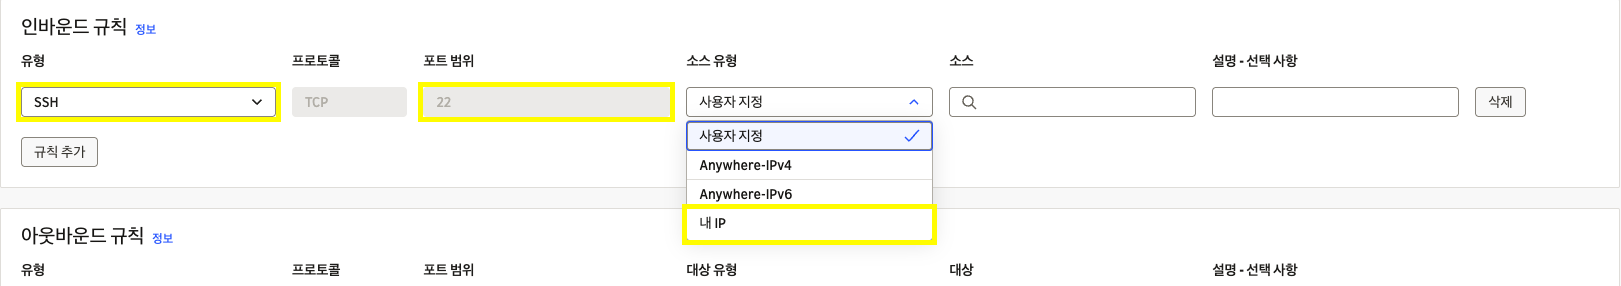 인바운드 규칙 정보
유형 프로토콜 포트 범위 소스 유형 소스 설명 - 선택 사항
SSH TCP 22 사용자 지정 삭제
사용자 지정
규칙 추가
Anywhere-IPv4
Anywhere-IPv6
내 IP
아웃바운드 규칙 정보
유형 프로토콜 포트 범위 대상 유형 대상 설명 - 선택 사항